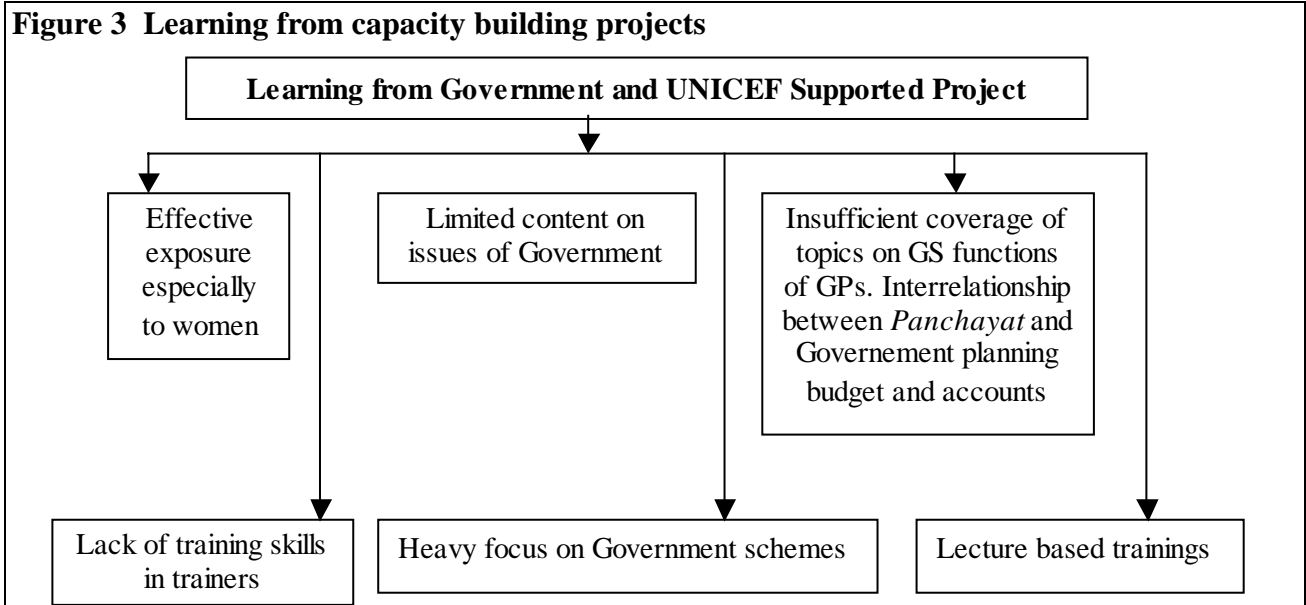 Figure 3  Learning from capacity building projects
Learning from Government and UNICEF Supported Project
Effective
exposure
especially
to women
Limited content on
issues of Government
Insufficient coverage of
topics on GS functions
of GPs. Interrelationship
between Panchayat and
Governement planning
budget and accounts
Lack of training skills
in trainers
Heavy focus on Government schemes
Lecture based trainings